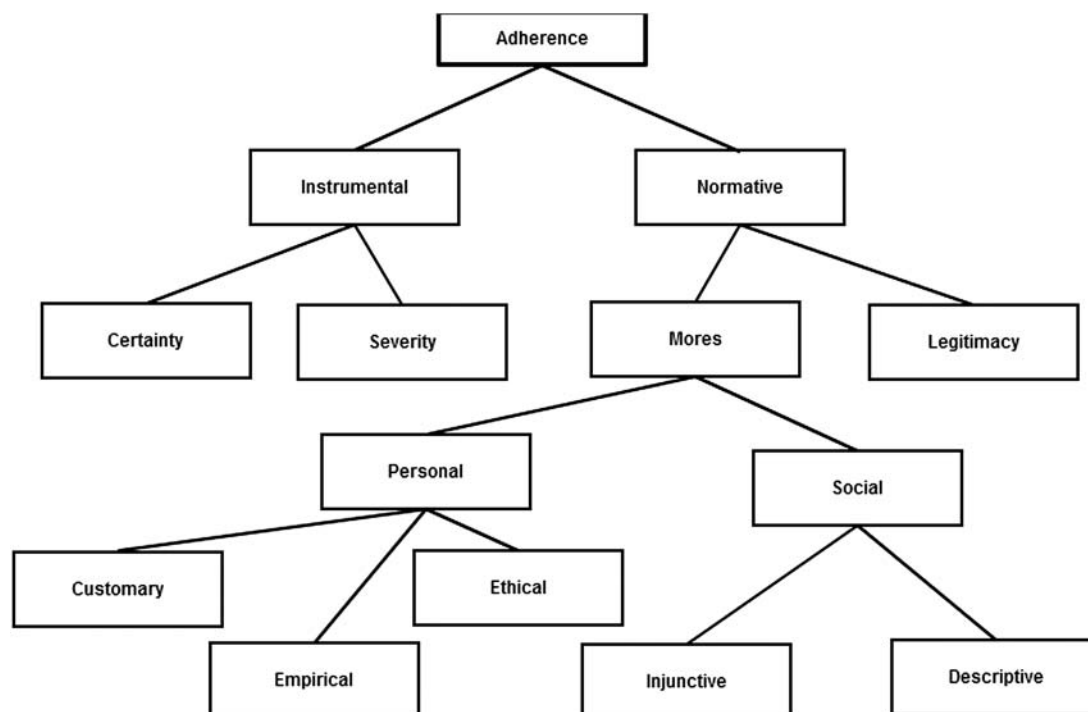 Adherence
Instrumental
Normative
Certainty
Severity
Mores
Legitimacy
Personal
Social
Customary
Ethical
Empirical
Injunctive
Descriptive